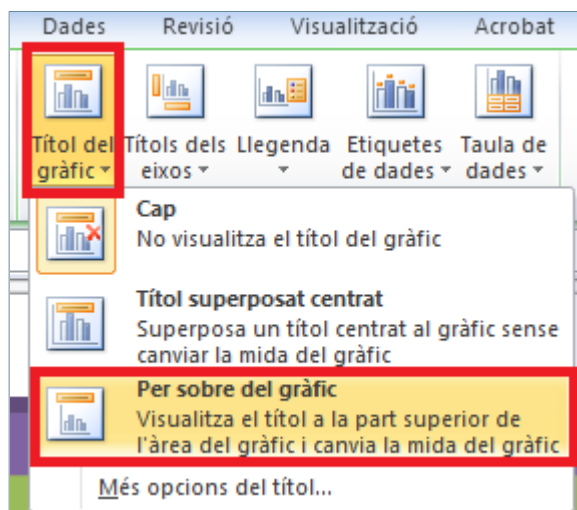 Dades Revisió Visualització Acrobat
Títol del gràfic
Títols dels eixos
Llegenda
Etiquetes de dades
Taula de dades
Cap
No visualitza el títol del gràfic
Títol superposat centrat
Superposa un títol centrat al gràfic sense
canviar la mida del gràfic
Per sobre del gràfic
Visualitza el títol a la part superior de
l'àrea del gràfic i canvia la mida del gràfic
Més opcions del títol...